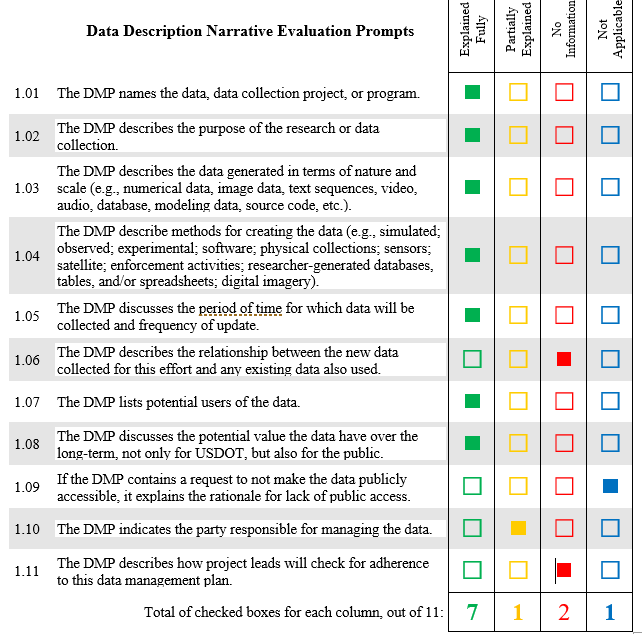 Data Description Narrative Evaluation Prompts
Explained
Fully
Partially
Explained
No
Information
Not
Applicable
1.01 The DMP names the data, data collection project, or program.
1.02 The DMP describes the purpose of the research or data
collection.
1.03 The DMP describes the data generated in terms of nature and
scale (e.g., numerical data, image data, text sequences, video,
audio, database, modeling data, source code, etc.).
1.04 The DMP describe methods for creating the data (e.g., simulated;
observed; experimental; software; physical collections; sensors;
satellite; enforcement activities; researcher-generated databases,
tables, and/or spreadsheets; digital imagery).
1.05 The DMP discusses the period of time for which data will be
collected and frequency of update.
1.06 The DMP describes the relationship between the new data
collected for this effort and any existing data also used.
1.07 The DMP lists potential users of the data.
1.08 The DMP discusses the potential value the data have over the
long-term, not only for USDOT, but also for the public.
1.09 If the DMP contains a request to not make the data publicly
accessible, it explains the rationale for lack of public access.
1.10 The DMP indicates the party responsible for managing the data.
1.11 The DMP describes how project leads will check for adherence
to this data management plan.
Total of checked boxes for each column, out of 11: 7 1 2 1